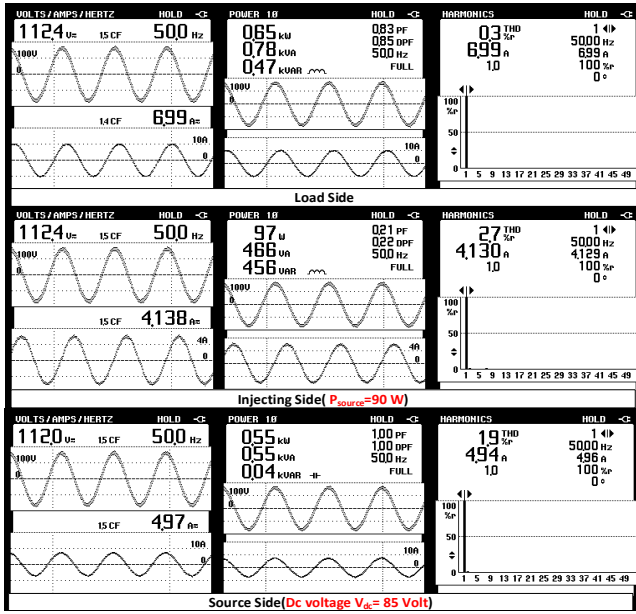 VOLTS/AMPS/HERTZ HOLD
112.4 V≂ 1.5 CF 50.0 Hz
100V
0
1.4 CF 6.99 A≂
10A
0
POWER 1Ø HOLD
0.65 kW 0.83 PF
0.78 kVA 0.85 DPF
0.47 kVAR 50.0 Hz
FULL
100V
0
10A
0
HARMONICS HOLD
0.3 THD %r 1
6.99 A 50.00 Hz
1.0 6.99 A
100 %r
0 °
100
%r
50
0
1 5 9 13 17 21 25 29 33 37 41 45 49
Load Side
VOLTS/AMPS/HERTZ HOLD
112.4 V≂ 1.5 CF 50.0 Hz
100V
0
1.5 CF 4.138 A≂
4A
0
POWER 1Ø HOLD
97 W 0.21 PF
466 VA 0.22 DPF
456 VAR 50.0 Hz
FULL
100V
0
4A
0
HARMONICS HOLD
2.7 THD %r 1
4.130 A 50.00 Hz
1.0 4.129 A
100 %r
0 °
100
%r
50
0
1 5 9 13 17 21 25 29 33 37 41 45 49
Injecting Side( Psource=90 W)
VOLTS/AMPS/HERTZ HOLD
112.0 V≂ 1.5 CF 50.0 Hz
100V
0
1.5 CF 4.97 A≂
10A
0
POWER 1Ø HOLD
0.55 kW 1.00 PF
0.55 kVA 1.00 DPF
0.04 kVAR 50.0 Hz
FULL
100V
0
10A
0
HARMONICS HOLD
1.9 THD %r 1
4.94 A 50.00 Hz
1.0 4.96 A
100 %r
0 °
100
%r
50
0
1 5 9 13 17 21 25 29 33 37 41 45 49
Source Side(Dc voltage Vdc= 85 Volt)